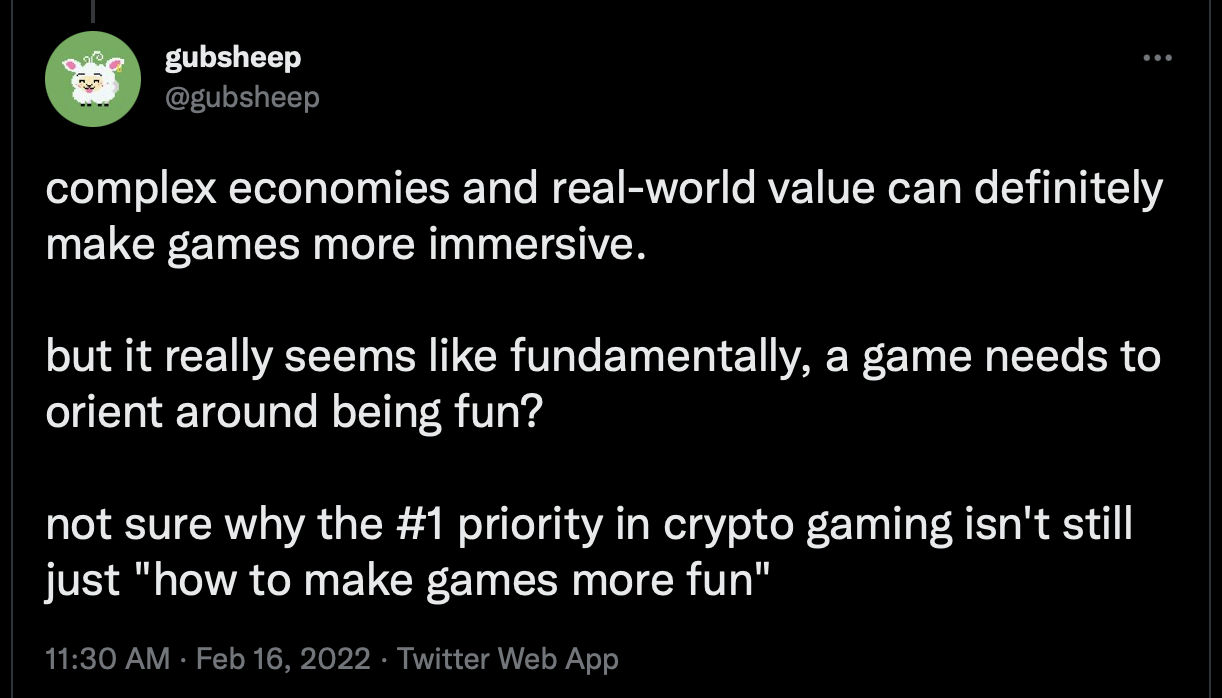 gubsheep
@gubsheep
complex economies and real-world value can definitely
make games more immersive.
but it really seems like fundamentally, a game needs to
orient around being fun?
not sure why the #1 priority in crypto gaming isn't still
just "how to make games more fun"
11:30 AM · Feb 16, 2022 · Twitter Web App